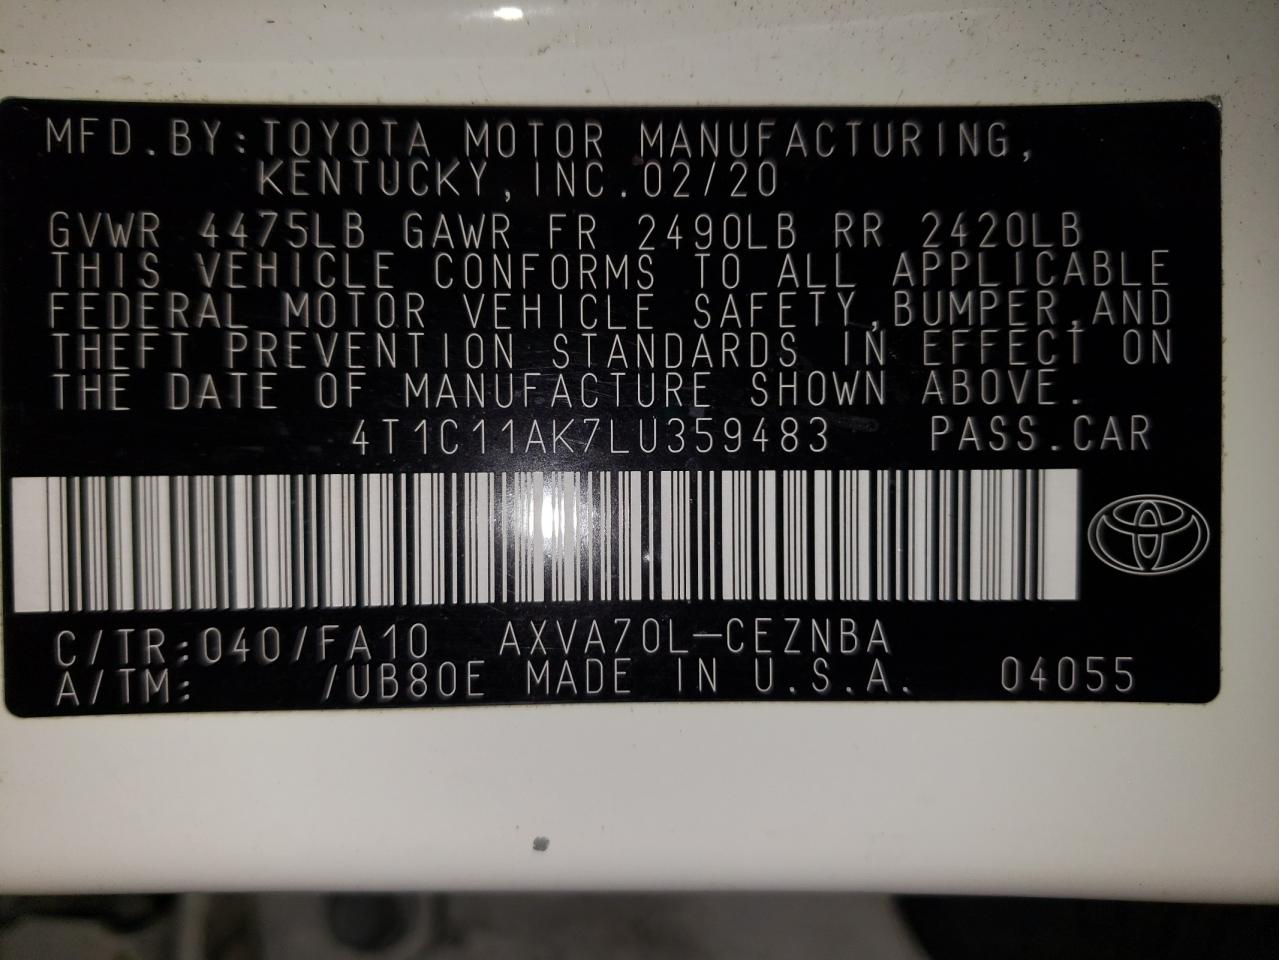 MFD.BY:TOYOTA MOTOR MANUFACTURING,
KENTUCKY,INC.02/20
GVWR 4475LB GAWR FR 2490LB RR 2420LB
THIS VEHICLE CONFORMS TO ALL APPLICABLE
FEDERAL MOTOR VEHICLE SAFETY,BUMPER,AND
THEFT PREVENTION STANDARDS IN EFFECT ON
THE DATE OF MANUFACTURE SHOWN ABOVE.
4T1C11AK7LU359483 PASS.CAR
C/TR:040/FA10 AXVA70L-CEZNBA
A/TM: /UB80E MADE IN U.S.A. 04055